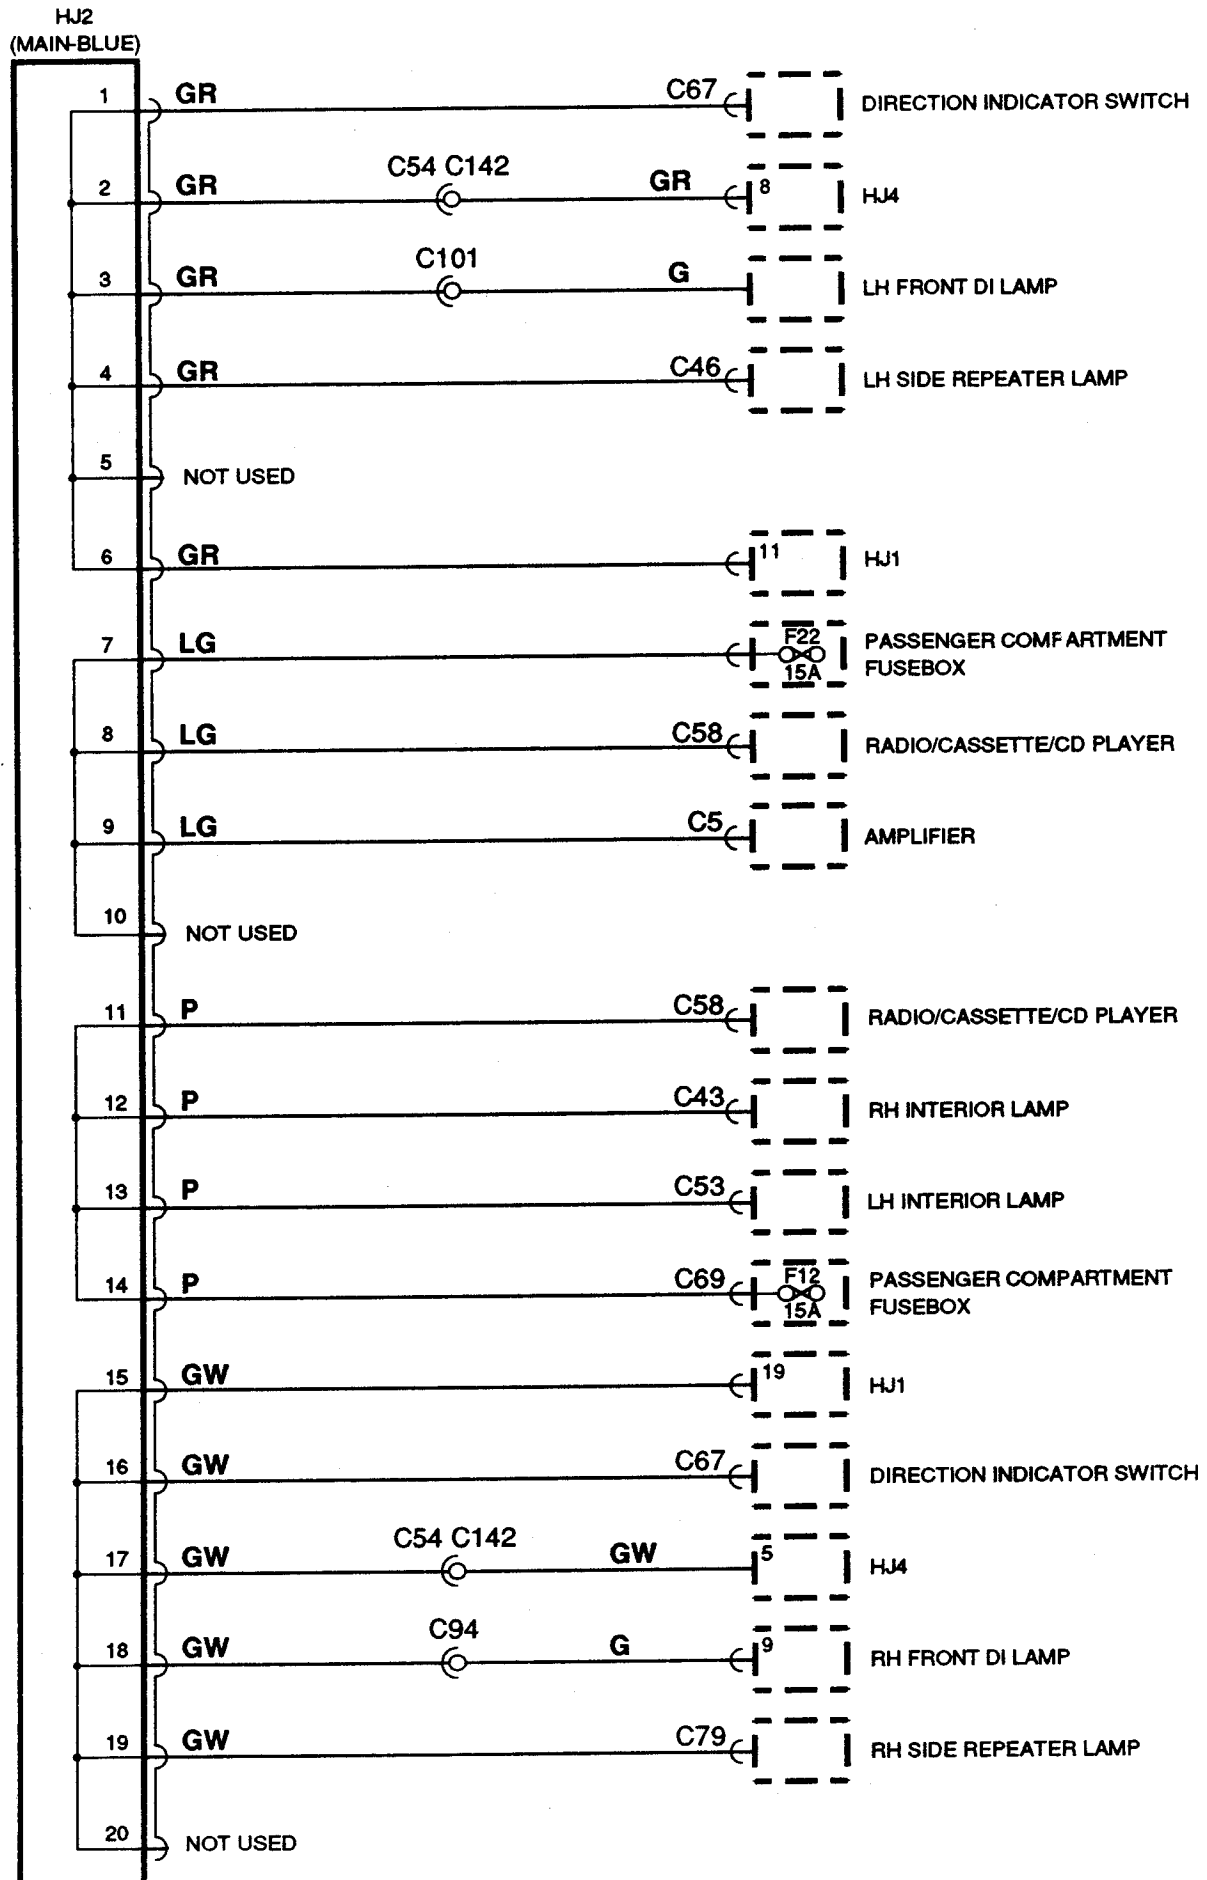 HJ2
(MAIN-BLUE)
1 GR C67 DIRECTION INDICATOR SWITCH
2 GR C54 C142 GR 8 HJ4
3 GR C101 G LH FRONT DI LAMP
4 GR C46 LH SIDE REPEATER LAMP
5 NOT USED
6 GR 11 HJ1
7 LG F22 15A PASSENGER COMPARTMENT
FUSEBOX
8 LG C58 RADIO/CASSETTE/CD PLAYER
9 LG C5 AMPLIFIER
10 NOT USED
11 P C58 RADIO/CASSETTE/CD PLAYER
12 P C43 RH INTERIOR LAMP
13 P C53 LH INTERIOR LAMP
14 P C69 F12 15A PASSENGER COMPARTMENT
FUSEBOX
15 GW 19 HJ1
16 GW C67 DIRECTION INDICATOR SWITCH
17 GW C54 C142 GW 5 HJ4
18 GW C94 G 9 RH FRONT DI LAMP
19 GW C79 RH SIDE REPEATER LAMP
20 NOT USED